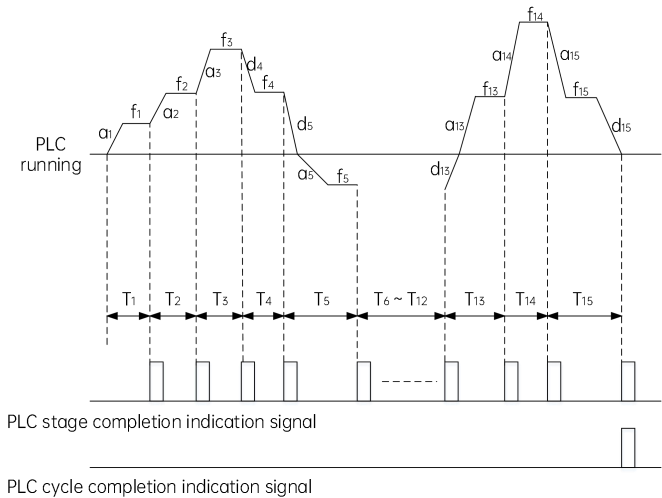 f14
f3
a14
a15
d4
a3
f2
f4
f13
f15
f1
a2
a1
d5
a13
d15
PLC
running
a5
f5
d13
T1 T2 T3 T4 T5 T6 ~ T12 T13 T14 T15
PLC stage completion indication signal
PLC cycle completion indication signal